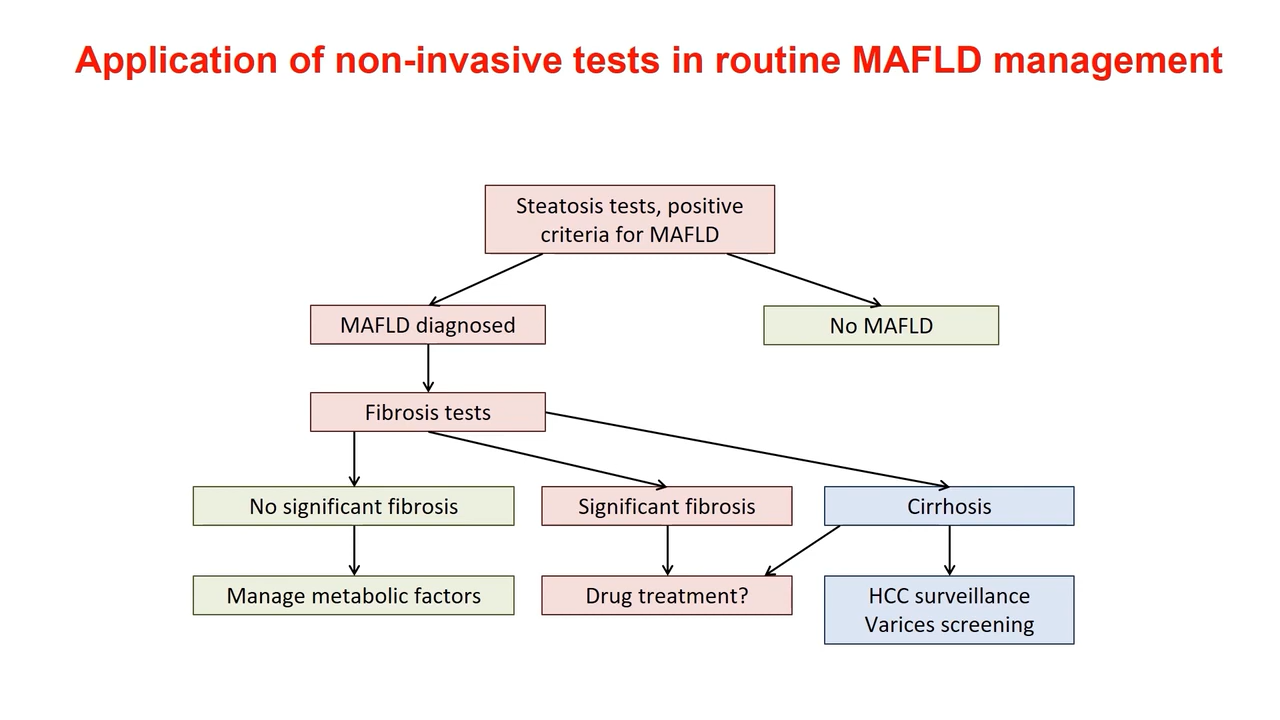 Application of non-invasive tests in routine MAFLD management
Steatosis tests, positive
criteria for MAFLD
MAFLD diagnosed
No MAFLD
Fibrosis tests
No significant fibrosis
Significant fibrosis
Cirrhosis
Manage metabolic factors
Drug treatment?
HCC surveillance
Varices screening